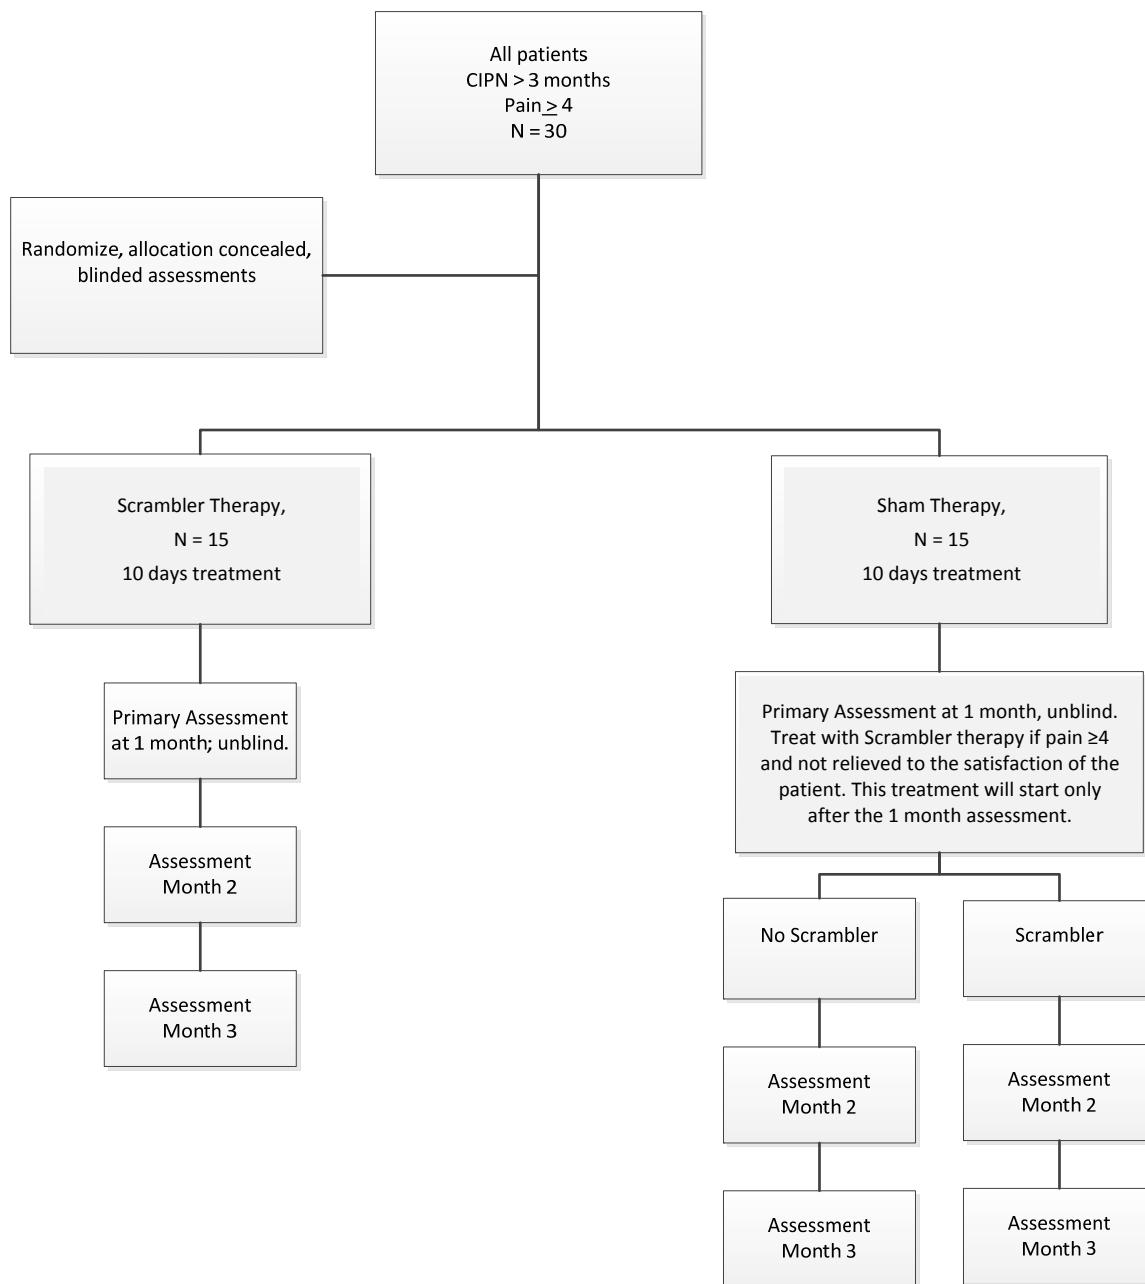 All patients
CIPN > 3 months
Pain ≥ 4
N = 30
Randomize, allocation concealed,
blinded assessments
Scrambler Therapy,
N = 15
10 days treatment
Sham Therapy,
N = 15
10 days treatment
Primary Assessment
at 1 month; unblind.
Primary Assessment at 1 month, unblind.
Treat with Scrambler therapy if pain ≥4
and not relieved to the satisfaction of the
patient. This treatment will start only
after the 1 month assessment.
Assessment
Month 2
Assessment
Month 3
No Scrambler
Scrambler
Assessment
Month 2
Assessment
Month 2
Assessment
Month 3
Assessment
Month 3